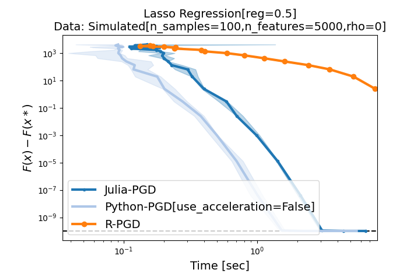 Lasso Regression[reg=0.5]
Data: Simulated[n_samples=100,n_features=5000,rho=0]
F(x) − F(x*)
10³
10¹
10⁻¹
10⁻³
10⁻⁵
10⁻⁷
10⁻⁹
Julia-PGD
Python-PGD[use_acceleration=False]
R-PGD
10⁻¹ 10⁰
Time [sec]